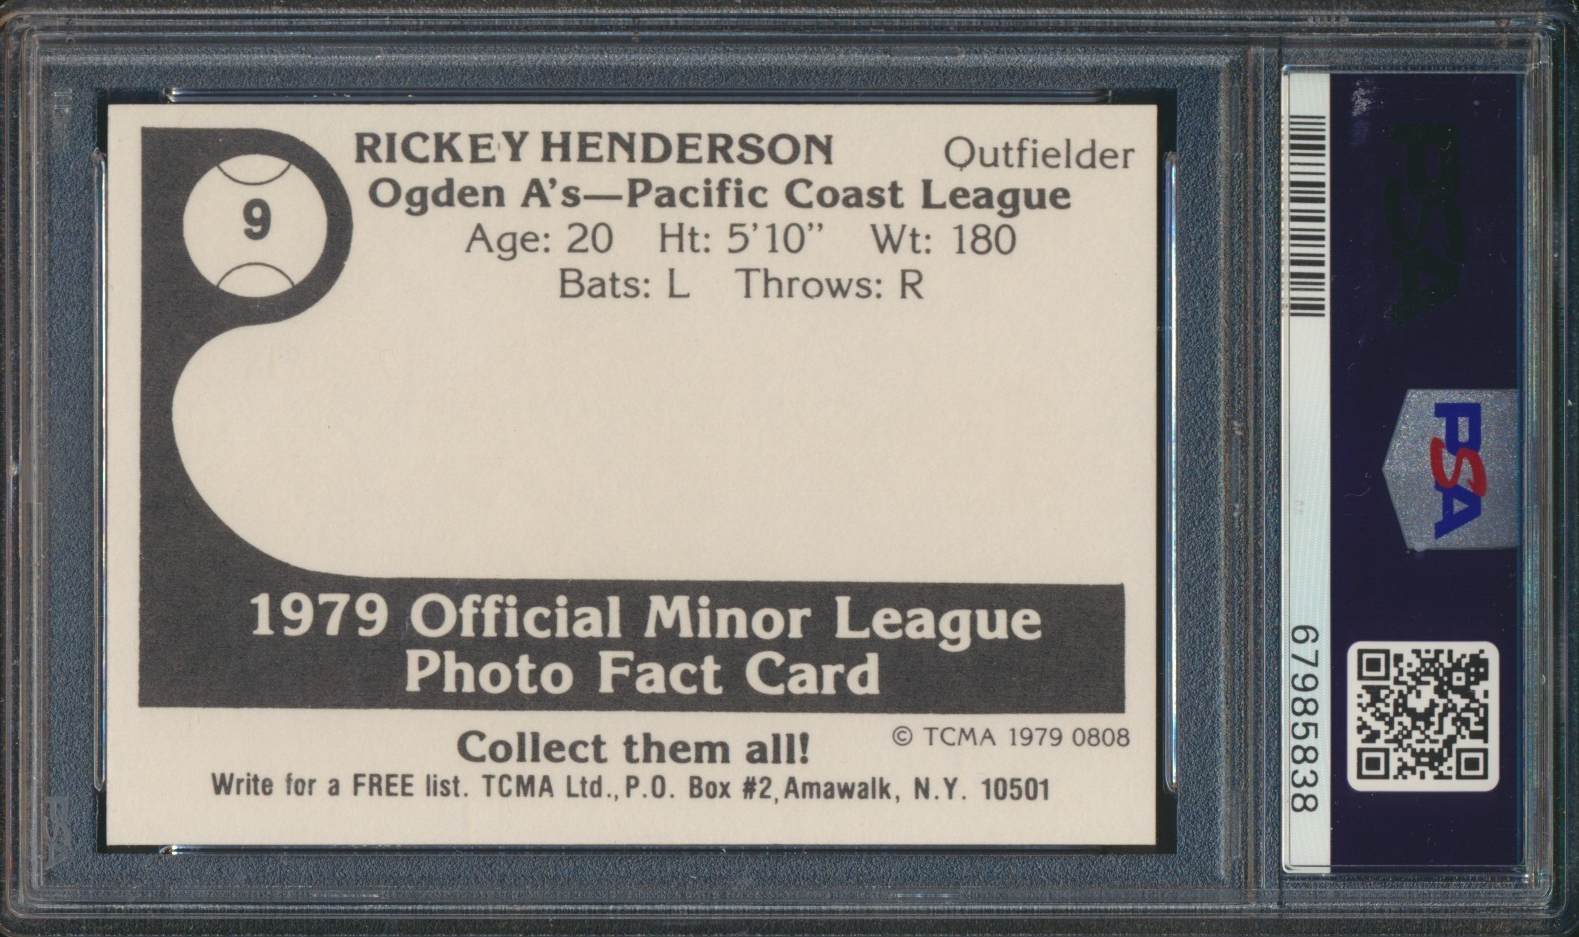 9
RICKEY HENDERSON
Outfielder
Ogden A's—Pacific Coast League
Age: 20 Ht: 5'10" Wt: 180
Bats: L Throws: R
1979 Official Minor League
Photo Fact Card
© TCMA 1979 0808
Collect them all!
Write for a FREE list. TCMA Ltd., P.O. Box #2, Amawalk, N.Y. 10501
PSA
PSA
67985838